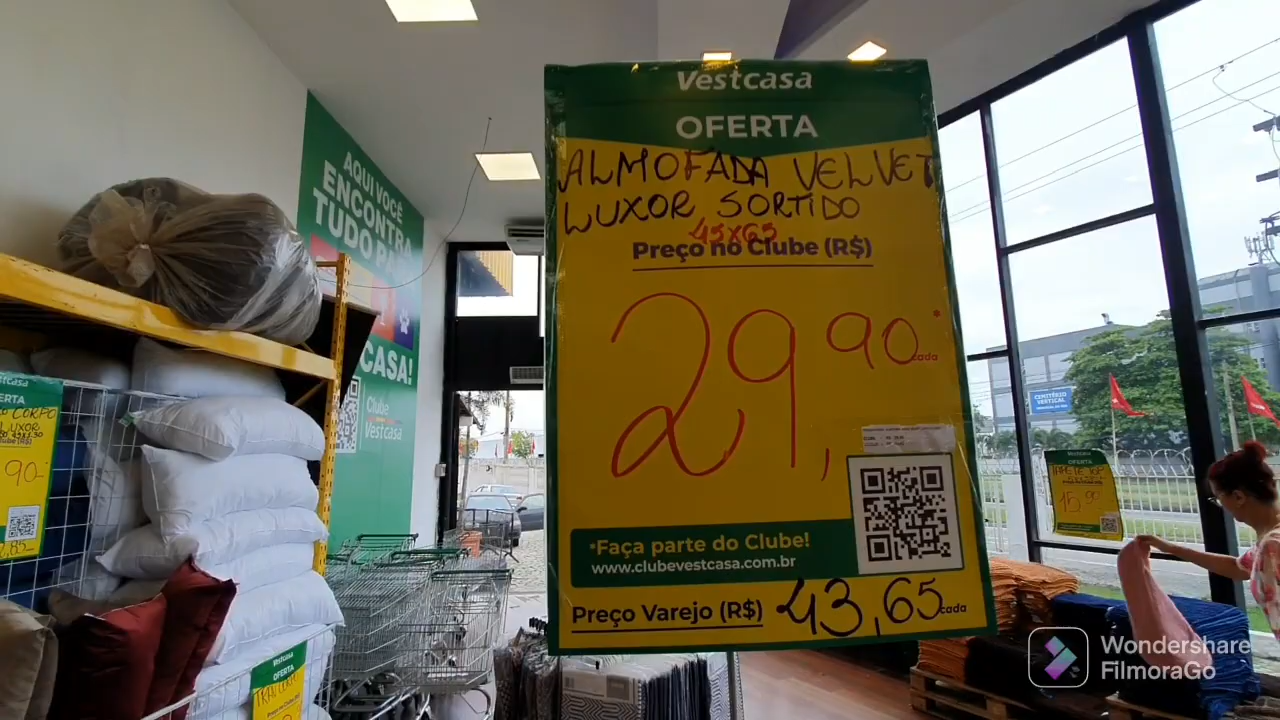 Vestcasa
OFERTA
ALMOFADA VELVET
LUXOR SORTIDO
45X65
Preço no Clube (R$)
29,90*
cada
*Faça parte do Clube!
www.clubevestcasa.com.br
Preço Varejo (R$) 43,65 cada
AQUI VOCÊ
ENCONTRA
TUDO
CASA!
Clube
Vestcasa
OFERTA
CORPO
LUXOR
90
Vestcasa
OFERTA
CEMITÉRIO
VERTICAL
OFERTA
15,90
Wondershare
FilmoraGo